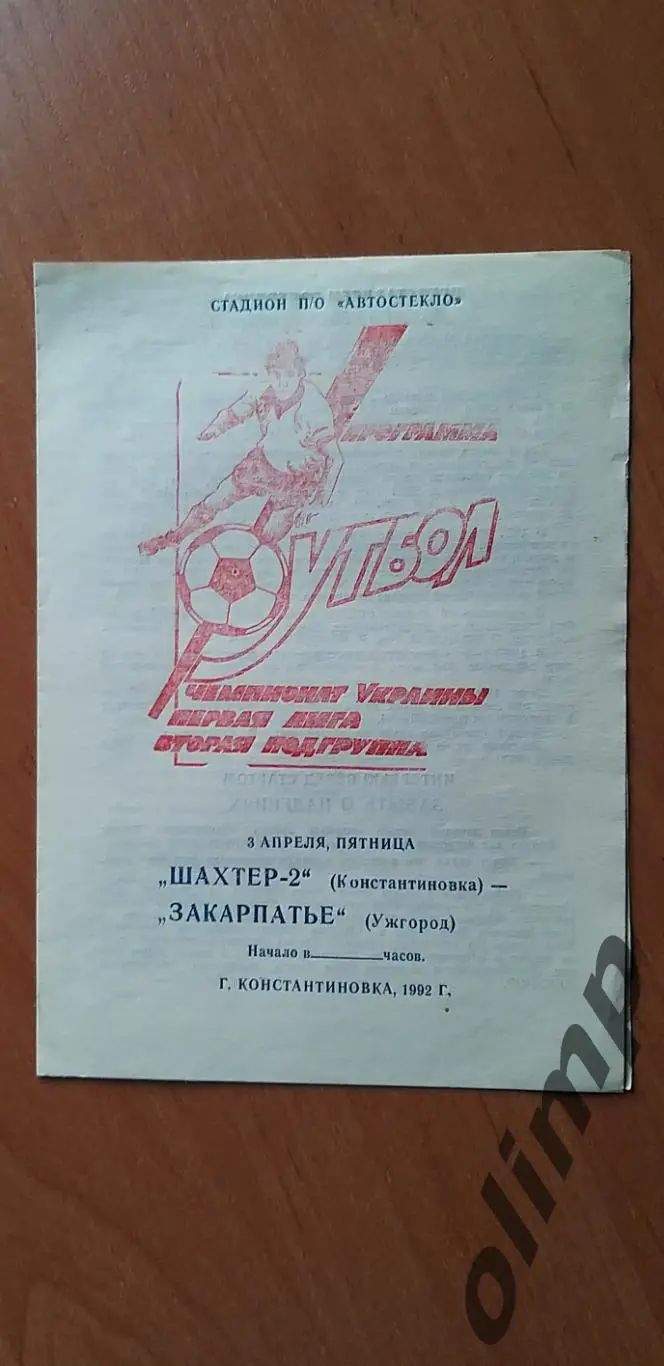 СТАДИОН П/О «АВТОСТЕКЛО»
ПРОГРАММА
ФУТБОЛ
ЧЕМПИОНАТ УКРАИНЫ
ПЕРВАЯ ЛИГА
ВТОРАЯ ПОДГРУППА
3 АПРЕЛЯ, ПЯТНИЦА
„ШАХТЕР-2“ (Константиновка) —
„ЗАКАРПАТЬЕ“ (Ужгород)
Начало в______часов.
Г. КОНСТАНТИНОВКА, 1992 Г.
olimp